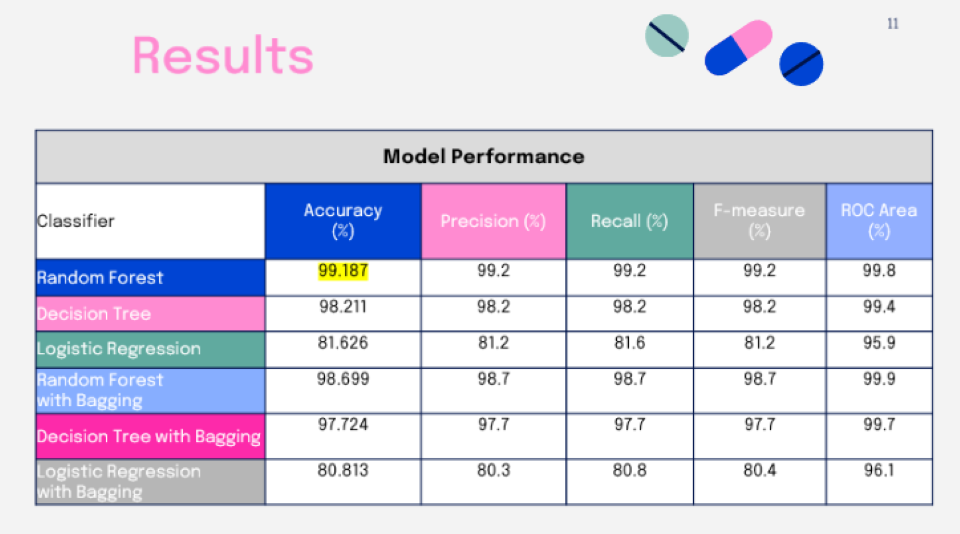 11
Results
Model Performance
Classifier
Accuracy
(%)
Precision (%)
Recall (%)
F-measure
(%)
ROC Area
(%)
Random Forest 99.187 99.2 99.2 99.2 99.8
Decision Tree 98.211 98.2 98.2 98.2 99.4
Logistic Regression 81.626 81.2 81.6 81.2 95.9
Random Forest
with Bagging
98.699 98.7 98.7 98.7 99.9
Decision Tree with Bagging 97.724 97.7 97.7 97.7 99.7
Logistic Regression
with Bagging
80.813 80.3 80.8 80.4 96.1